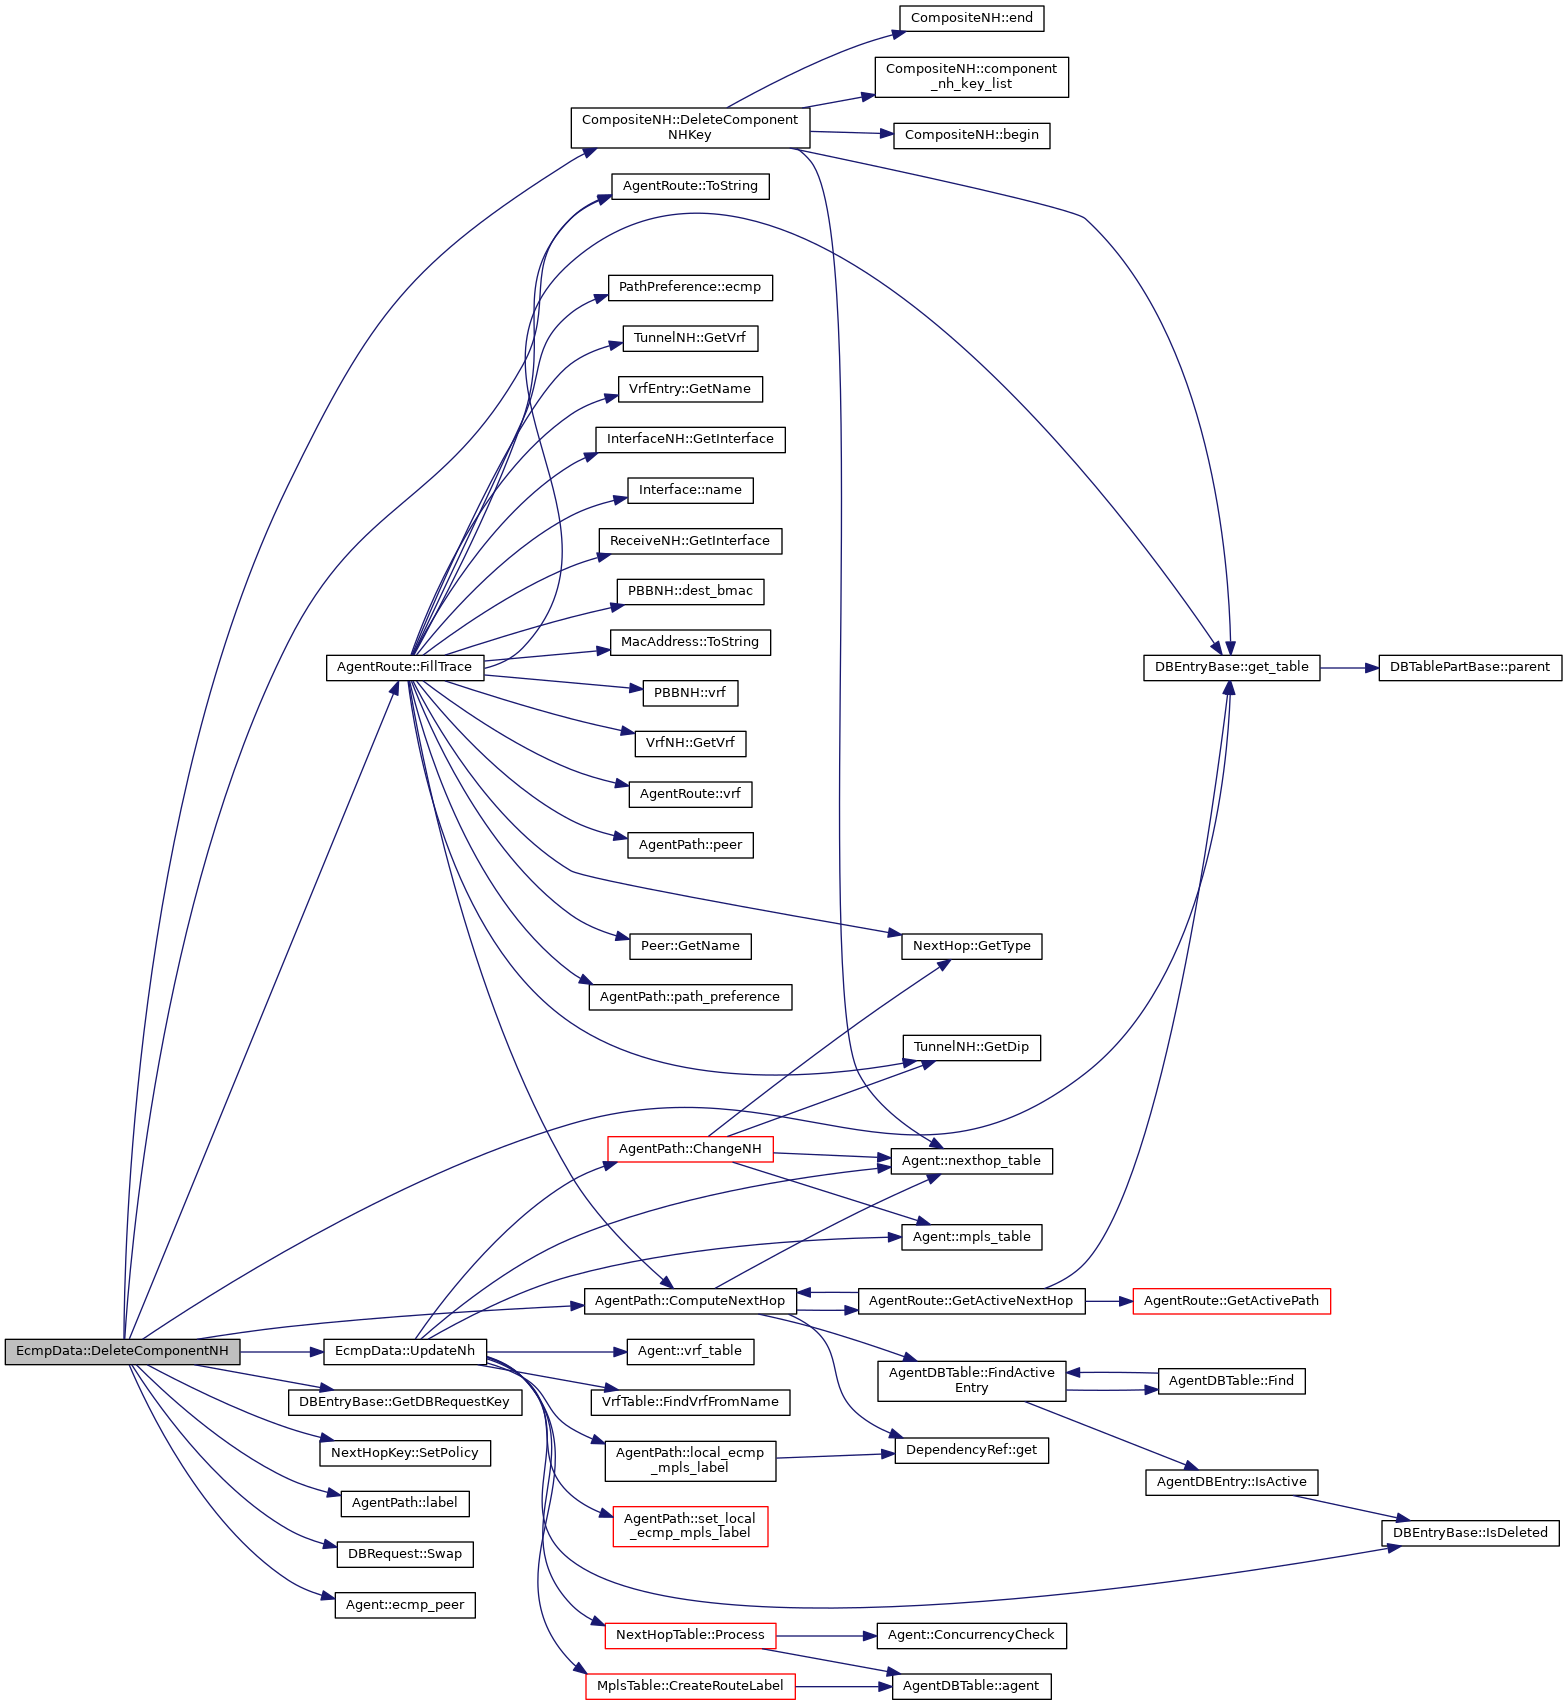 CompositeNH::end
CompositeNH::component
_nh_key_list
CompositeNH::DeleteComponent
NHKey
CompositeNH::begin
AgentRoute::ToString
PathPreference::ecmp
TunnelNH::GetVrf
VrfEntry::GetName
InterfaceNH::GetInterface
Interface::name
ReceiveNH::GetInterface
PBBNH::dest_bmac
MacAddress::ToString
AgentRoute::FillTrace
DBEntryBase::get_table
DBTablePartBase::parent
PBBNH::vrf
VrfNH::GetVrf
AgentRoute::vrf
AgentPath::peer
Peer::GetName
NextHop::GetType
AgentPath::path_preference
TunnelNH::GetDip
AgentPath::ChangeNH
Agent::nexthop_table
Agent::mpls_table
AgentPath::ComputeNextHop
AgentRoute::GetActiveNextHop
AgentRoute::GetActivePath
EcmpData::DeleteComponentNH
EcmpData::UpdateNh
Agent::vrf_table
AgentDBTable::FindActive
Entry
AgentDBTable::Find
DBEntryBase::GetDBRequestKey
VrfTable::FindVrfFromName
NextHopKey::SetPolicy
AgentPath::local_ecmp
_mpls_label
DependencyRef::get
AgentDBEntry::IsActive
AgentPath::label
AgentPath::set_local
_ecmp_mpls_label
DBEntryBase::IsDeleted
DBRequest::Swap
Agent::ecmp_peer
NextHopTable::Process
Agent::ConcurrencyCheck
MplsTable::CreateRouteLabel
AgentDBTable::agent